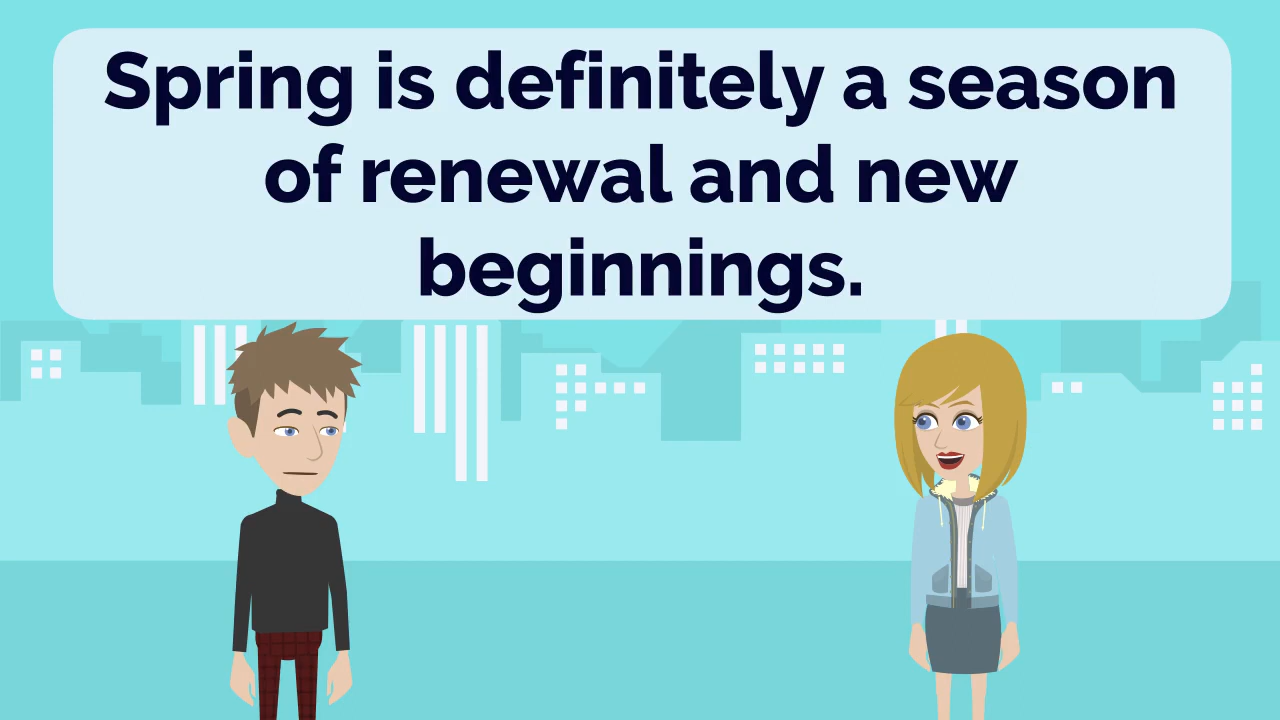 Spring is definitely a season
of renewal and new
beginnings.